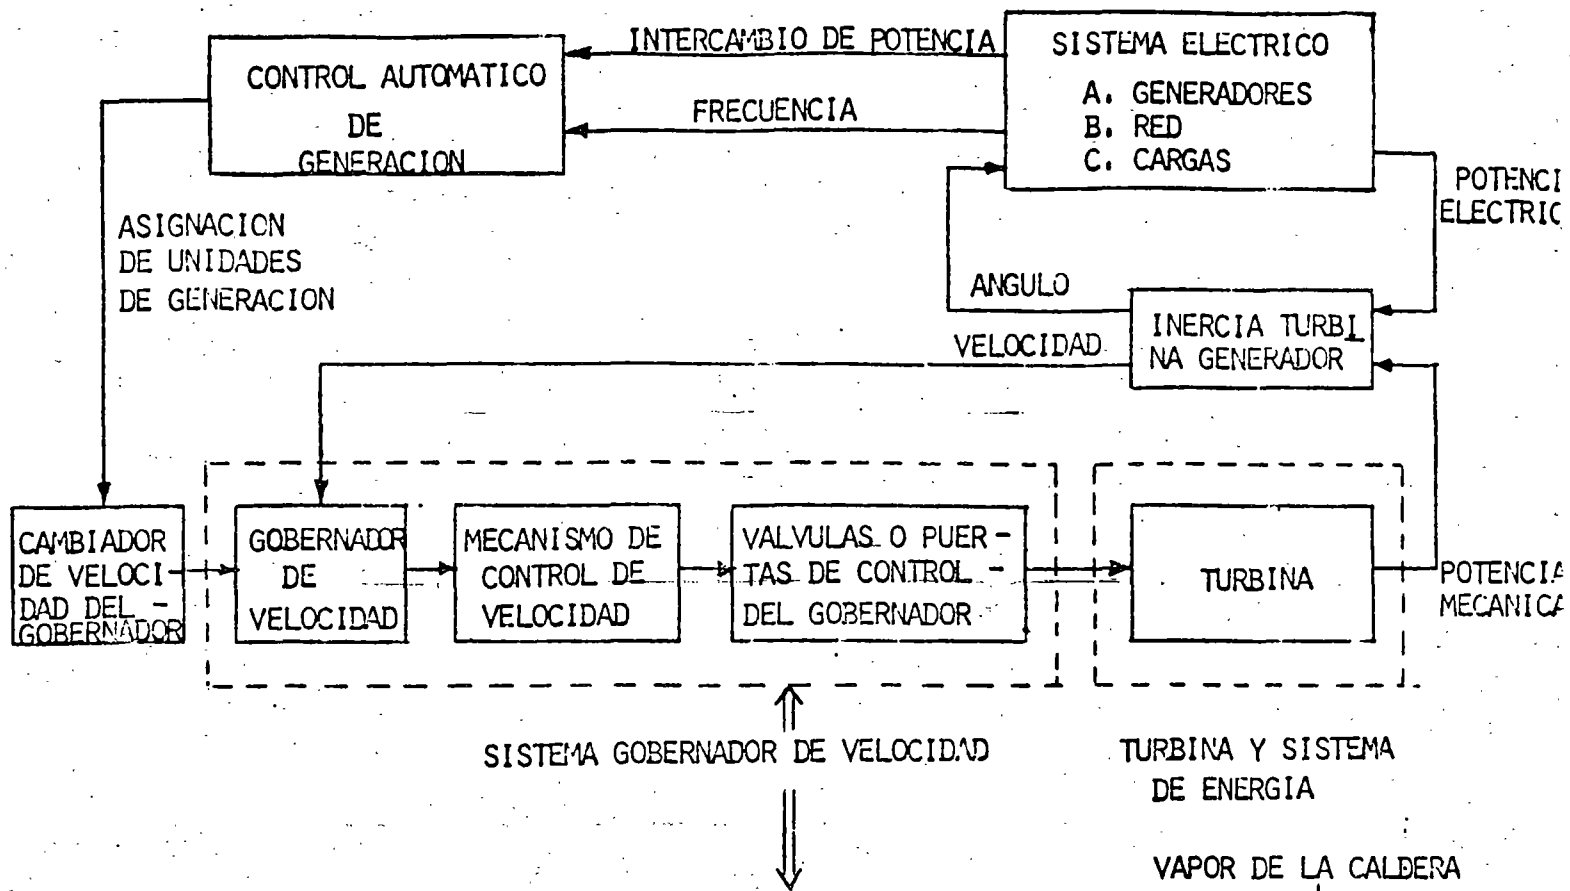 INTERCAMBIO DE POTENCIA
SISTEMA ELECTRICO
A. GENERADORES
B. RED
C. CARGAS
CONTROL AUTOMATICO
DE
GENERACION
FRECUENCIA
POTENCI
ELECTRIC
ASIGNACION
DE UNIDADES
DE GENERACION
ANGULO
VELOCIDAD
INERCIA TURBI
NA GENERADOR
CAMBIADOR
DE VELOCI-
DAD DEL -
GOBERNADOR
GOBERNADOR
DE
VELOCIDAD
MECANISMO DE
CONTROL DE
VELOCIDAD
VALVULAS O PUER-
TAS DE CONTROL -
DEL GOBERNADOR
TURBINA
POTENCIA
MECANICA
SISTEMA GOBERNADOR DE VELOCIDAD
TURBINA Y SISTEMA
DE ENERGIA
VAPOR DE LA CALDERA